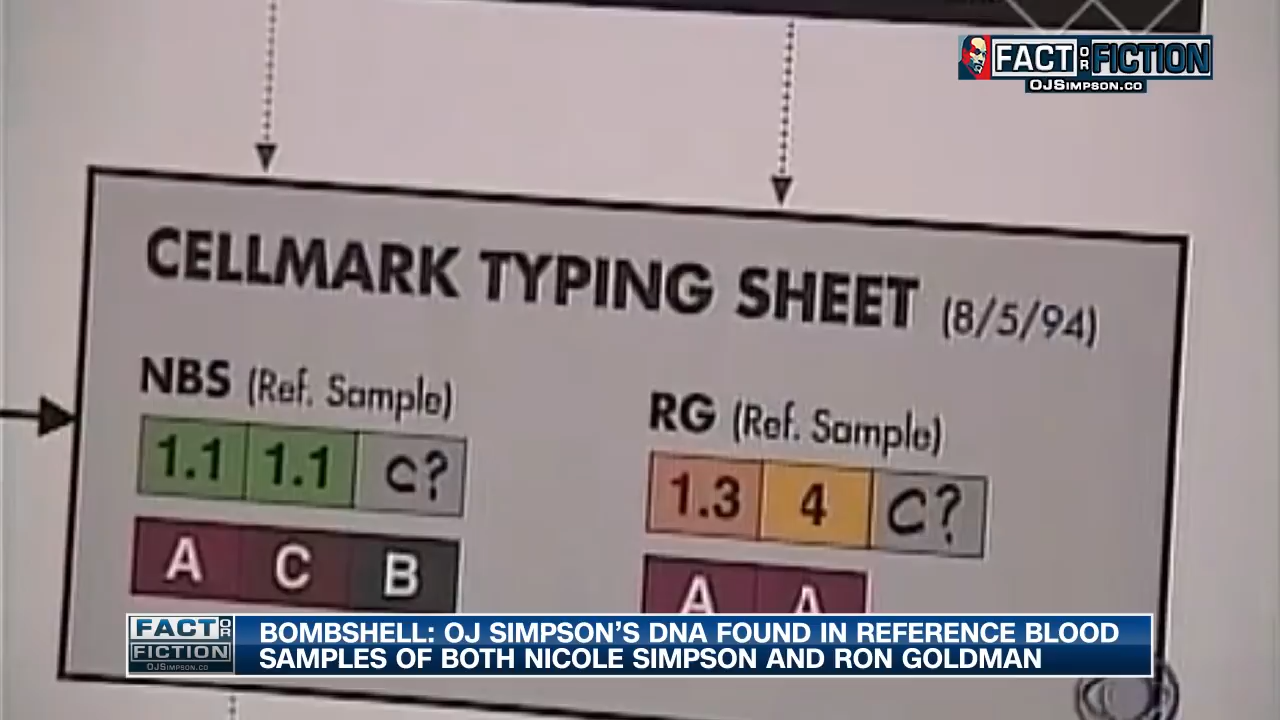 FACT OR FICTION
OJSIMPSON.CO
CELLMARK TYPING SHEET (8/5/94)
NBS (Ref. Sample)
1.1 1.1 C?
A C B
RG (Ref. Sample)
1.3 4 C?
A A
FACT OR FICTION
OJSIMPSON.CO
BOMBSHELL: OJ SIMPSON'S DNA FOUND IN REFERENCE BLOOD
SAMPLES OF BOTH NICOLE SIMPSON AND RON GOLDMAN